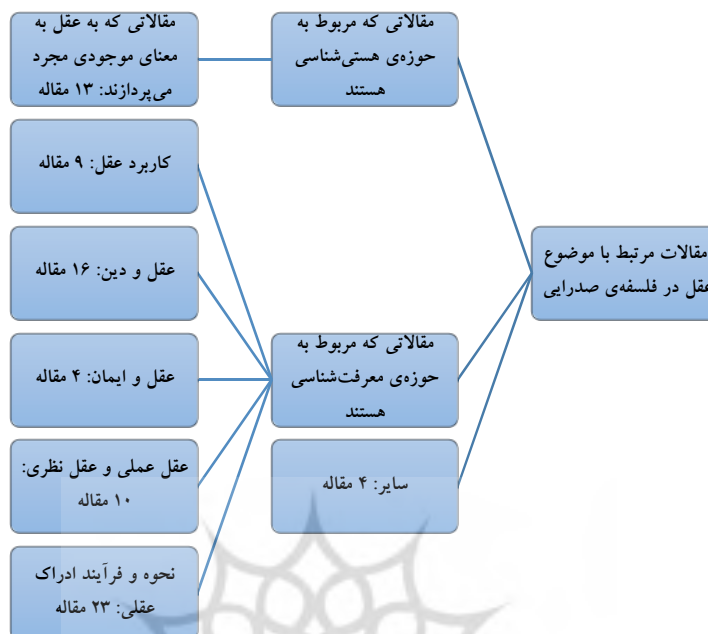 مقالات مرتبط با موضوع
عقل در فلسفه‌ی صدرایی
مقالاتی که مربوط به
حوزه‌ی هستی‌شناسی
هستند
مقالاتی که به عقل به
معنای موجودی مجرد
می‌پردازند: ۱۳ مقاله
مقالاتی که مربوط به
حوزه‌ی معرفت‌شناسی
هستند
کاربرد عقل: ۹ مقاله
عقل و دین: ۱۶ مقاله
عقل و ایمان: ۴ مقاله
عقل عملی و عقل نظری:
۱۰ مقاله
نحوه و فرآیند ادراک
عقلی: ۲۳ مقاله
سایر: ۴ مقاله